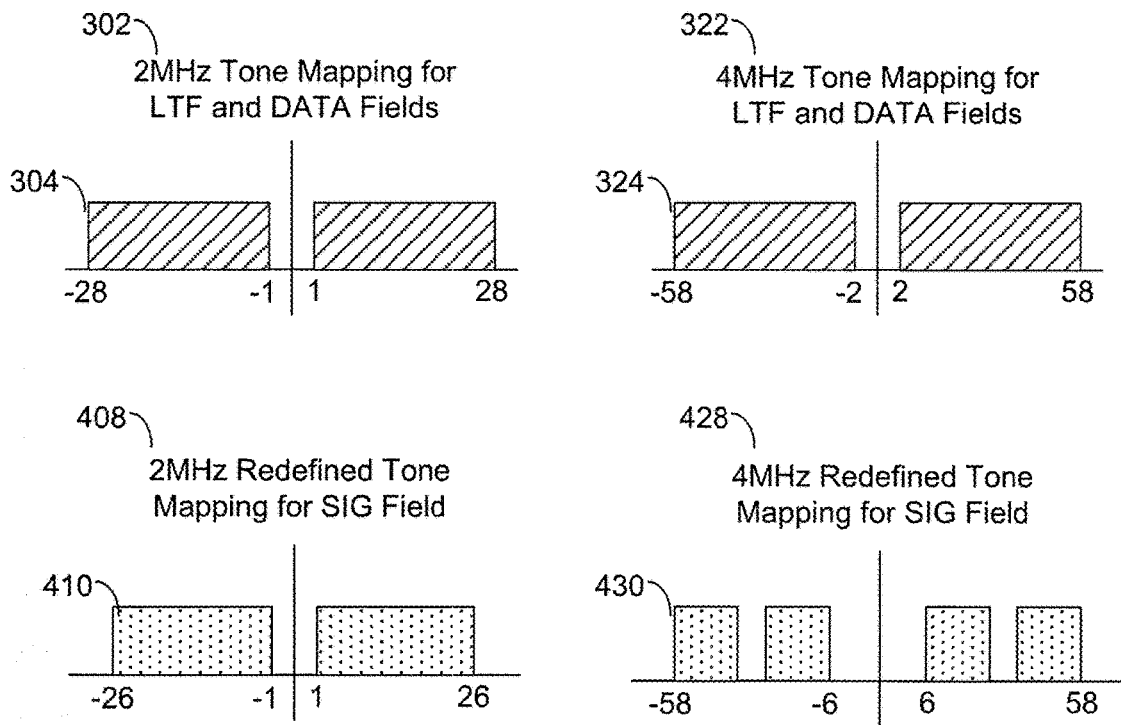 302
2MHz Tone Mapping for
LTF and DATA Fields
304
-28 -1 1 28
322
4MHz Tone Mapping for
LTF and DATA Fields
324
-58 -2 2 58
408
2MHz Redefined Tone
Mapping for SIG Field
410
-26 -1 1 26
428
4MHz Redefined Tone
Mapping for SIG Field
430
-58 -6 6 58